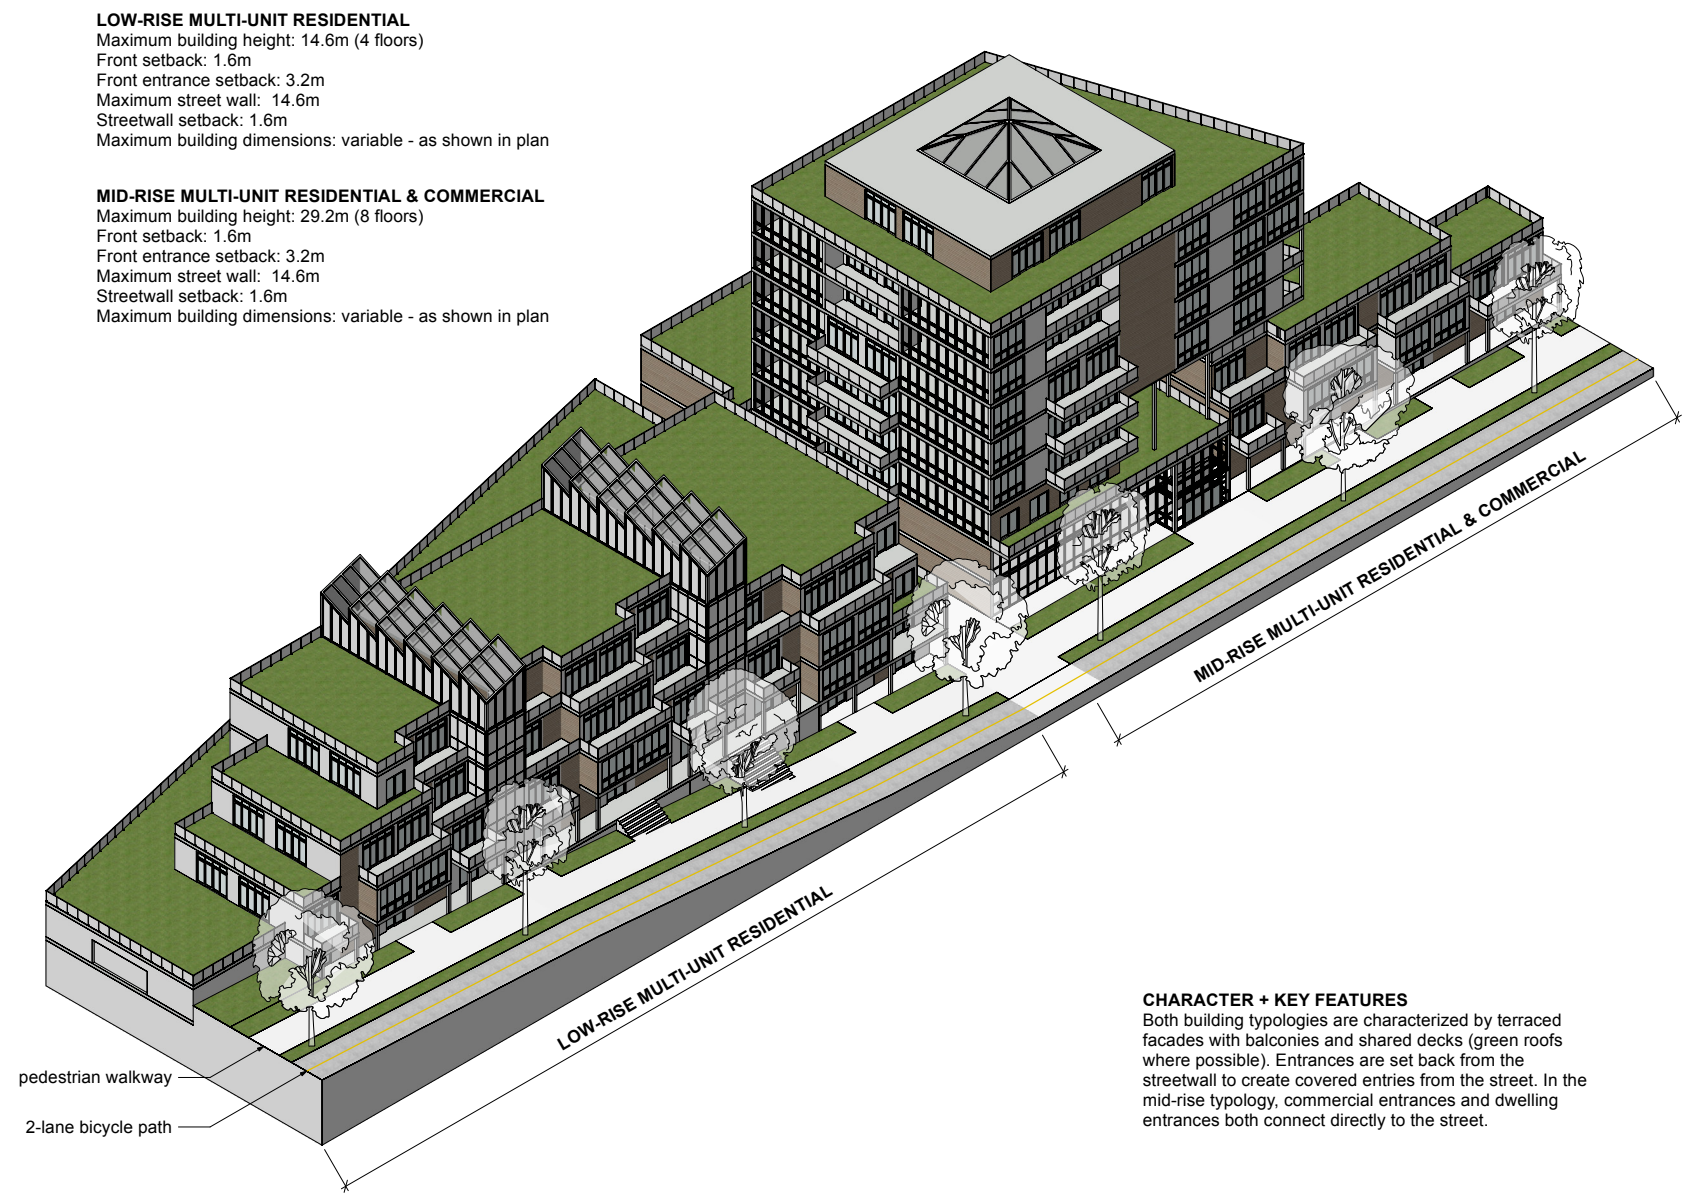 LOW-RISE MULTI-UNIT RESIDENTIAL
Maximum building height: 14.6m (4 floors)
Front setback: 1.6m
Front entrance setback: 3.2m
Maximum street wall:  14.6m
Streetwall setback: 1.6m
Maximum building dimensions: variable - as shown in plan
MID-RISE MULTI-UNIT RESIDENTIAL & COMMERCIAL
Maximum building height: 29.2m (8 floors)
Front setback: 1.6m
Front entrance setback: 3.2m
Maximum street wall:  14.6m
Streetwall setback: 1.6m
Maximum building dimensions: variable - as shown in plan
MID-RISE MULTI-UNIT RESIDENTIAL & COMMERCIAL
LOW-RISE MULTI-UNIT RESIDENTIAL
pedestrian walkway
2-lane bicycle path
CHARACTER + KEY FEATURES
Both building typologies are characterized by terraced
facades with balconies and shared decks (green roofs
where possible). Entrances are set back from the
streetwall to create covered entries from the street. In the
mid-rise typology, commercial entrances and dwelling
entrances both connect directly to the street.